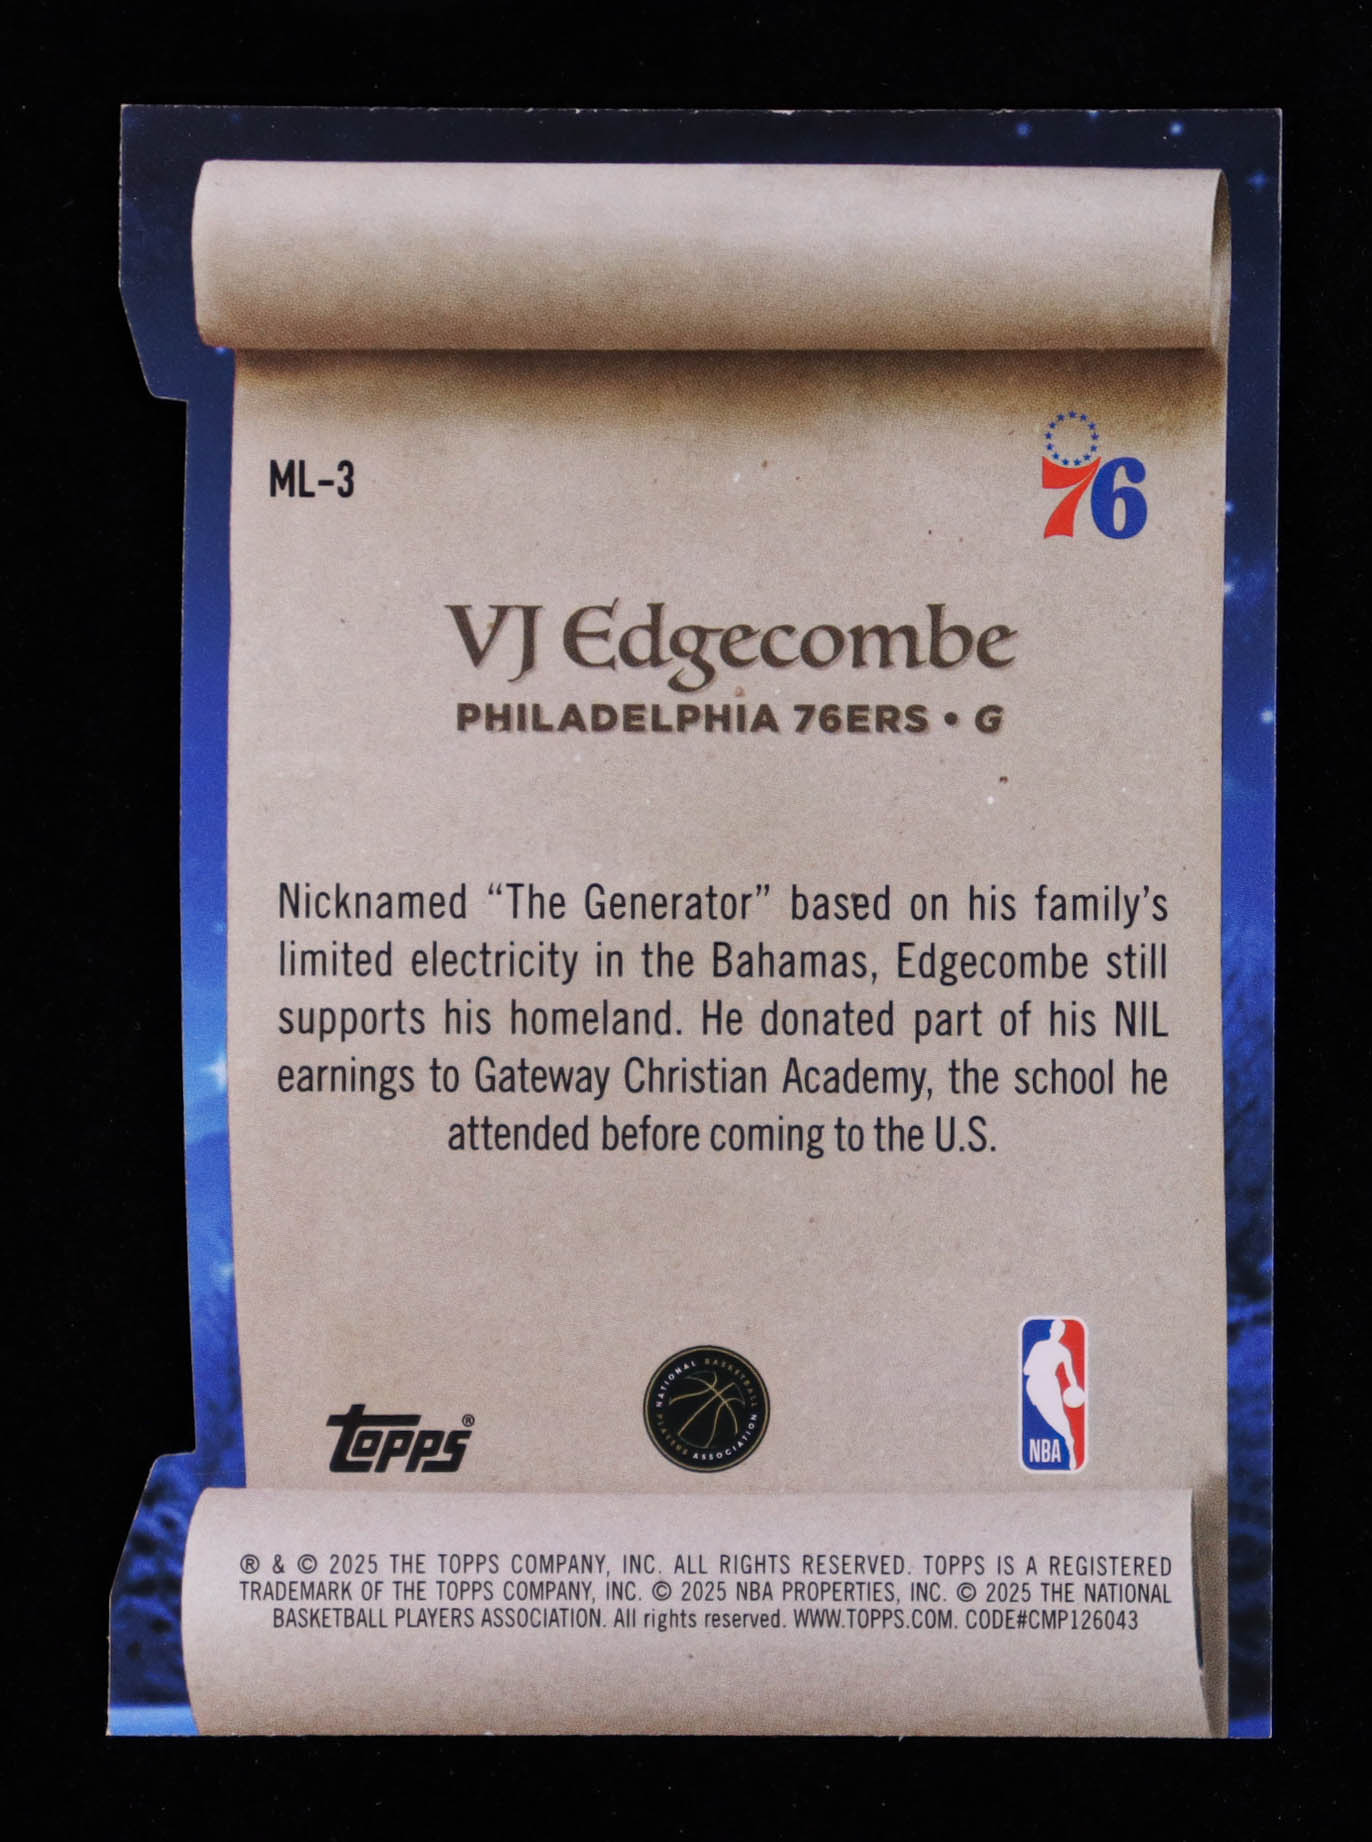 ML-3
76
VJ Edgecombe
PHILADELPHIA 76ERS • G
Nicknamed “The Generator” based on his family’s
limited electricity in the Bahamas, Edgecombe still
supports his homeland. He donated part of his NIL
earnings to Gateway Christian Academy, the school he
attended before coming to the U.S.
TOPPS®
NATIONAL BASKETBALL PLAYERS ASSOCIATION
NBA
® & © 2025 THE TOPPS COMPANY, INC. ALL RIGHTS RESERVED. TOPPS IS A REGISTERED
TRADEMARK OF THE TOPPS COMPANY, INC. © 2025 NBA PROPERTIES, INC. © 2025 THE NATIONAL
BASKETBALL PLAYERS ASSOCIATION. All rights reserved. WWW.TOPPS.COM. CODE#CMP126043